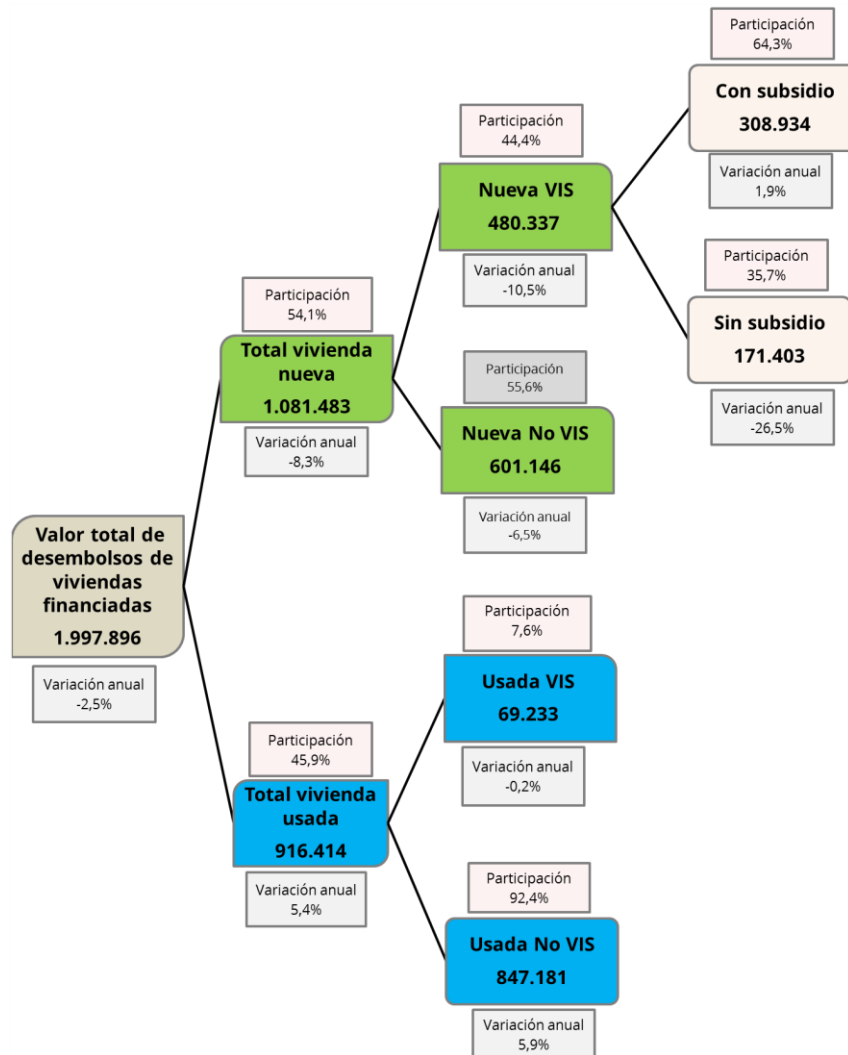 Participación
64,3%
Con subsidio
308.934
Variación anual
1,9%
Participación
44,4%
Nueva VIS
480.337
Variación anual
-10,5%
Participación
35,7%
Sin subsidio
171.403
Variación anual
-26,5%
Participación
54,1%
Total vivienda
nueva
1.081.483
Variación anual
-8,3%
Participación
55,6%
Nueva No VIS
601.146
Variación anual
-6,5%
Valor total de
desembolsos de
viviendas
financiadas
1.997.896
Variación anual
-2,5%
Participación
7,6%
Usada VIS
69.233
Variación anual
-0,2%
Participación
45,9%
Total vivienda
usada
916.414
Variación anual
5,4%
Participación
92,4%
Usada No VIS
847.181
Variación anual
5,9%